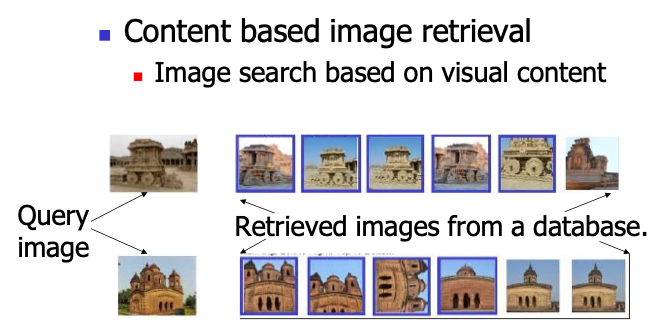 Content based image retrieval
Image search based on visual content
Query
image
Retrieved images from a database.